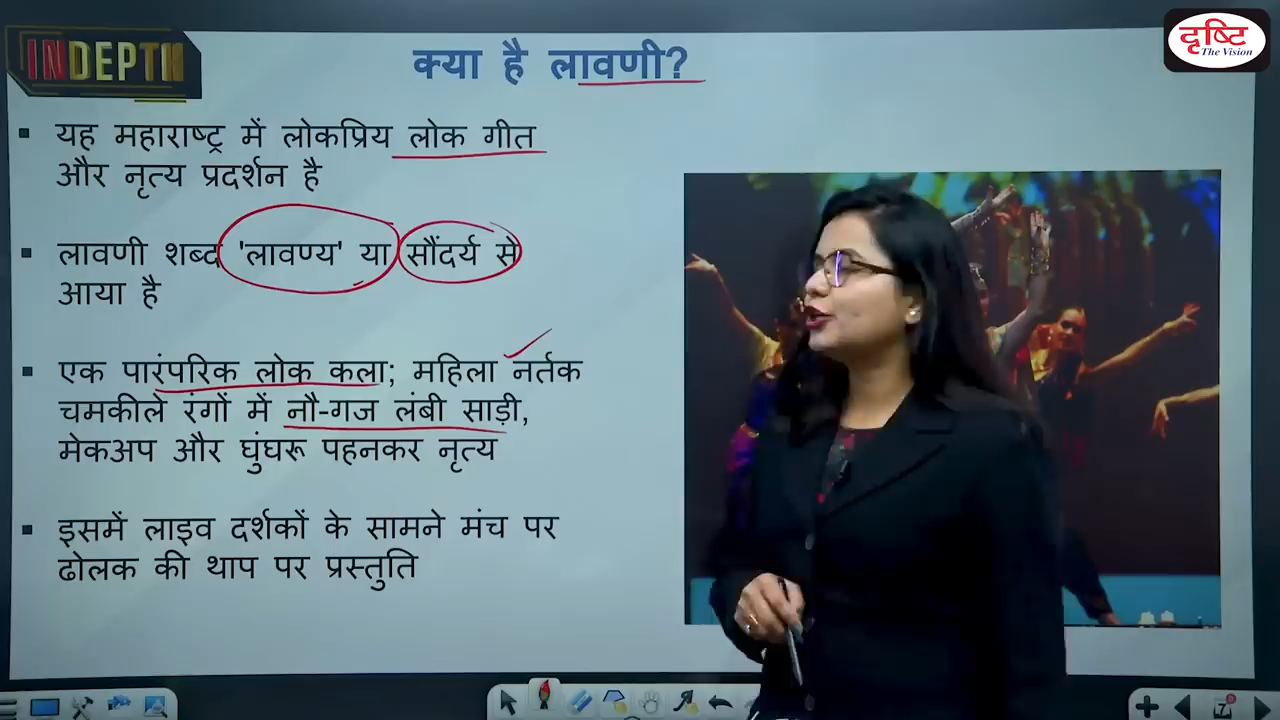 INDEPTH
क्या है लावणी?
दृष्टि
The Vision
यह महाराष्ट्र में लोकप्रिय लोक गीत
और नृत्य प्रदर्शन है
लावणी शब्द 'लावण्य' या सौंदर्य से
आया है
एक पारंपरिक लोक कला; महिला नर्तक
चमकीले रंगों में नौ-गज लंबी साड़ी,
मेकअप और घुंघरू पहनकर नृत्य
इसमें लाइव दर्शकों के सामने मंच पर
ढोलक की थाप पर प्रस्तुति
7